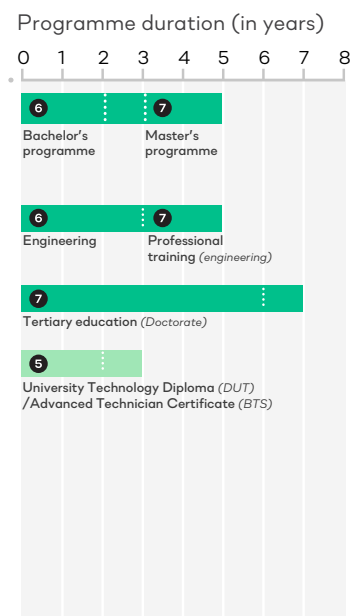 Programme duration (in years)
0 1 2 3 4 5 6 7 8
6 7
Bachelor's Master's
programme programme
6 7
Engineering Professional
training (engineering)
7
Tertiary education (Doctorate)
5
University Technology Diploma (DUT)
/Advanced Technician Certificate (BTS)